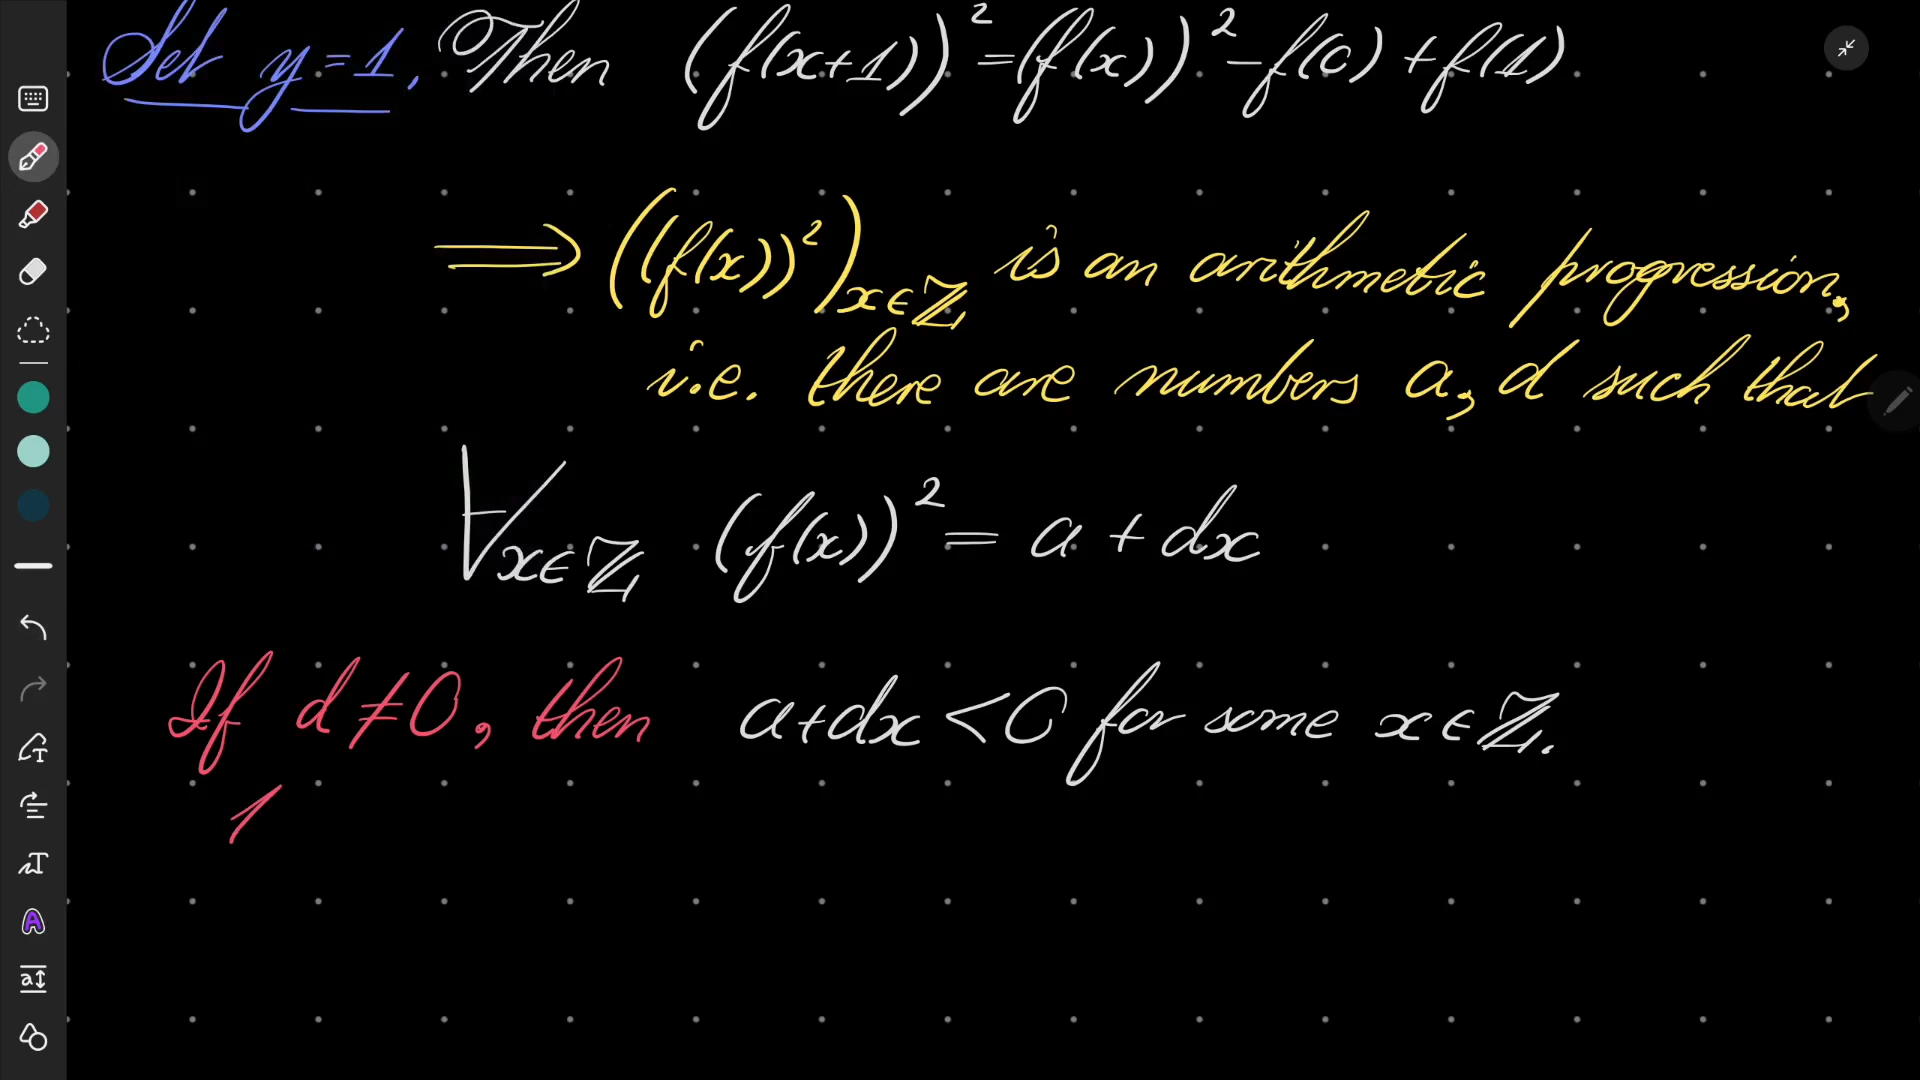 Set y=1. Then (f(x+1))² = (f(x))² - f(0) + f(1)
⟹ ((f(x))²)_{x∈ℤ} is an arithmetic progression,
i.e. there are numbers a, d such that
∀_{x∈ℤ} (f(x))² = a + dx
If d≠0, then a+dx<0 for some x∈ℤ.